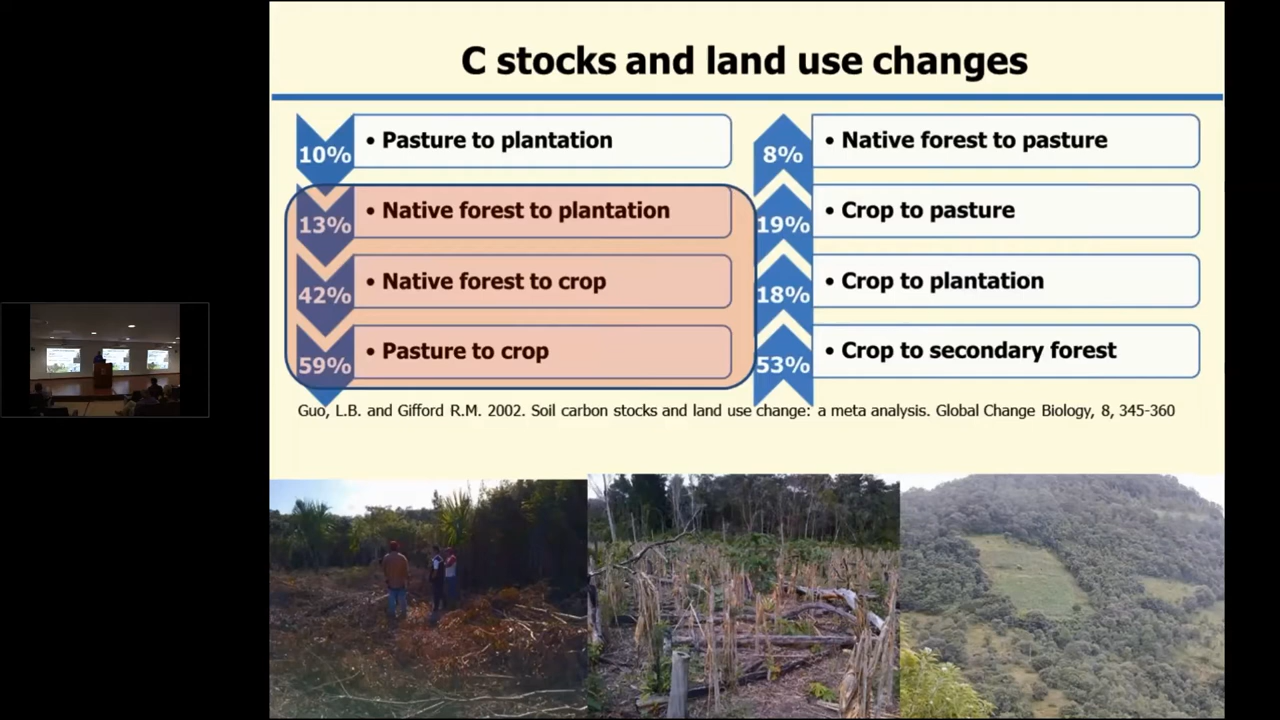 C stocks and land use changes
10% • Pasture to plantation
13% • Native forest to plantation
42% • Native forest to crop
59% • Pasture to crop
8% • Native forest to pasture
19% • Crop to pasture
18% • Crop to plantation
53% • Crop to secondary forest
Guo, L.B. and Gifford R.M. 2002. Soil carbon stocks and land use change: a meta analysis. Global Change Biology, 8, 345-360